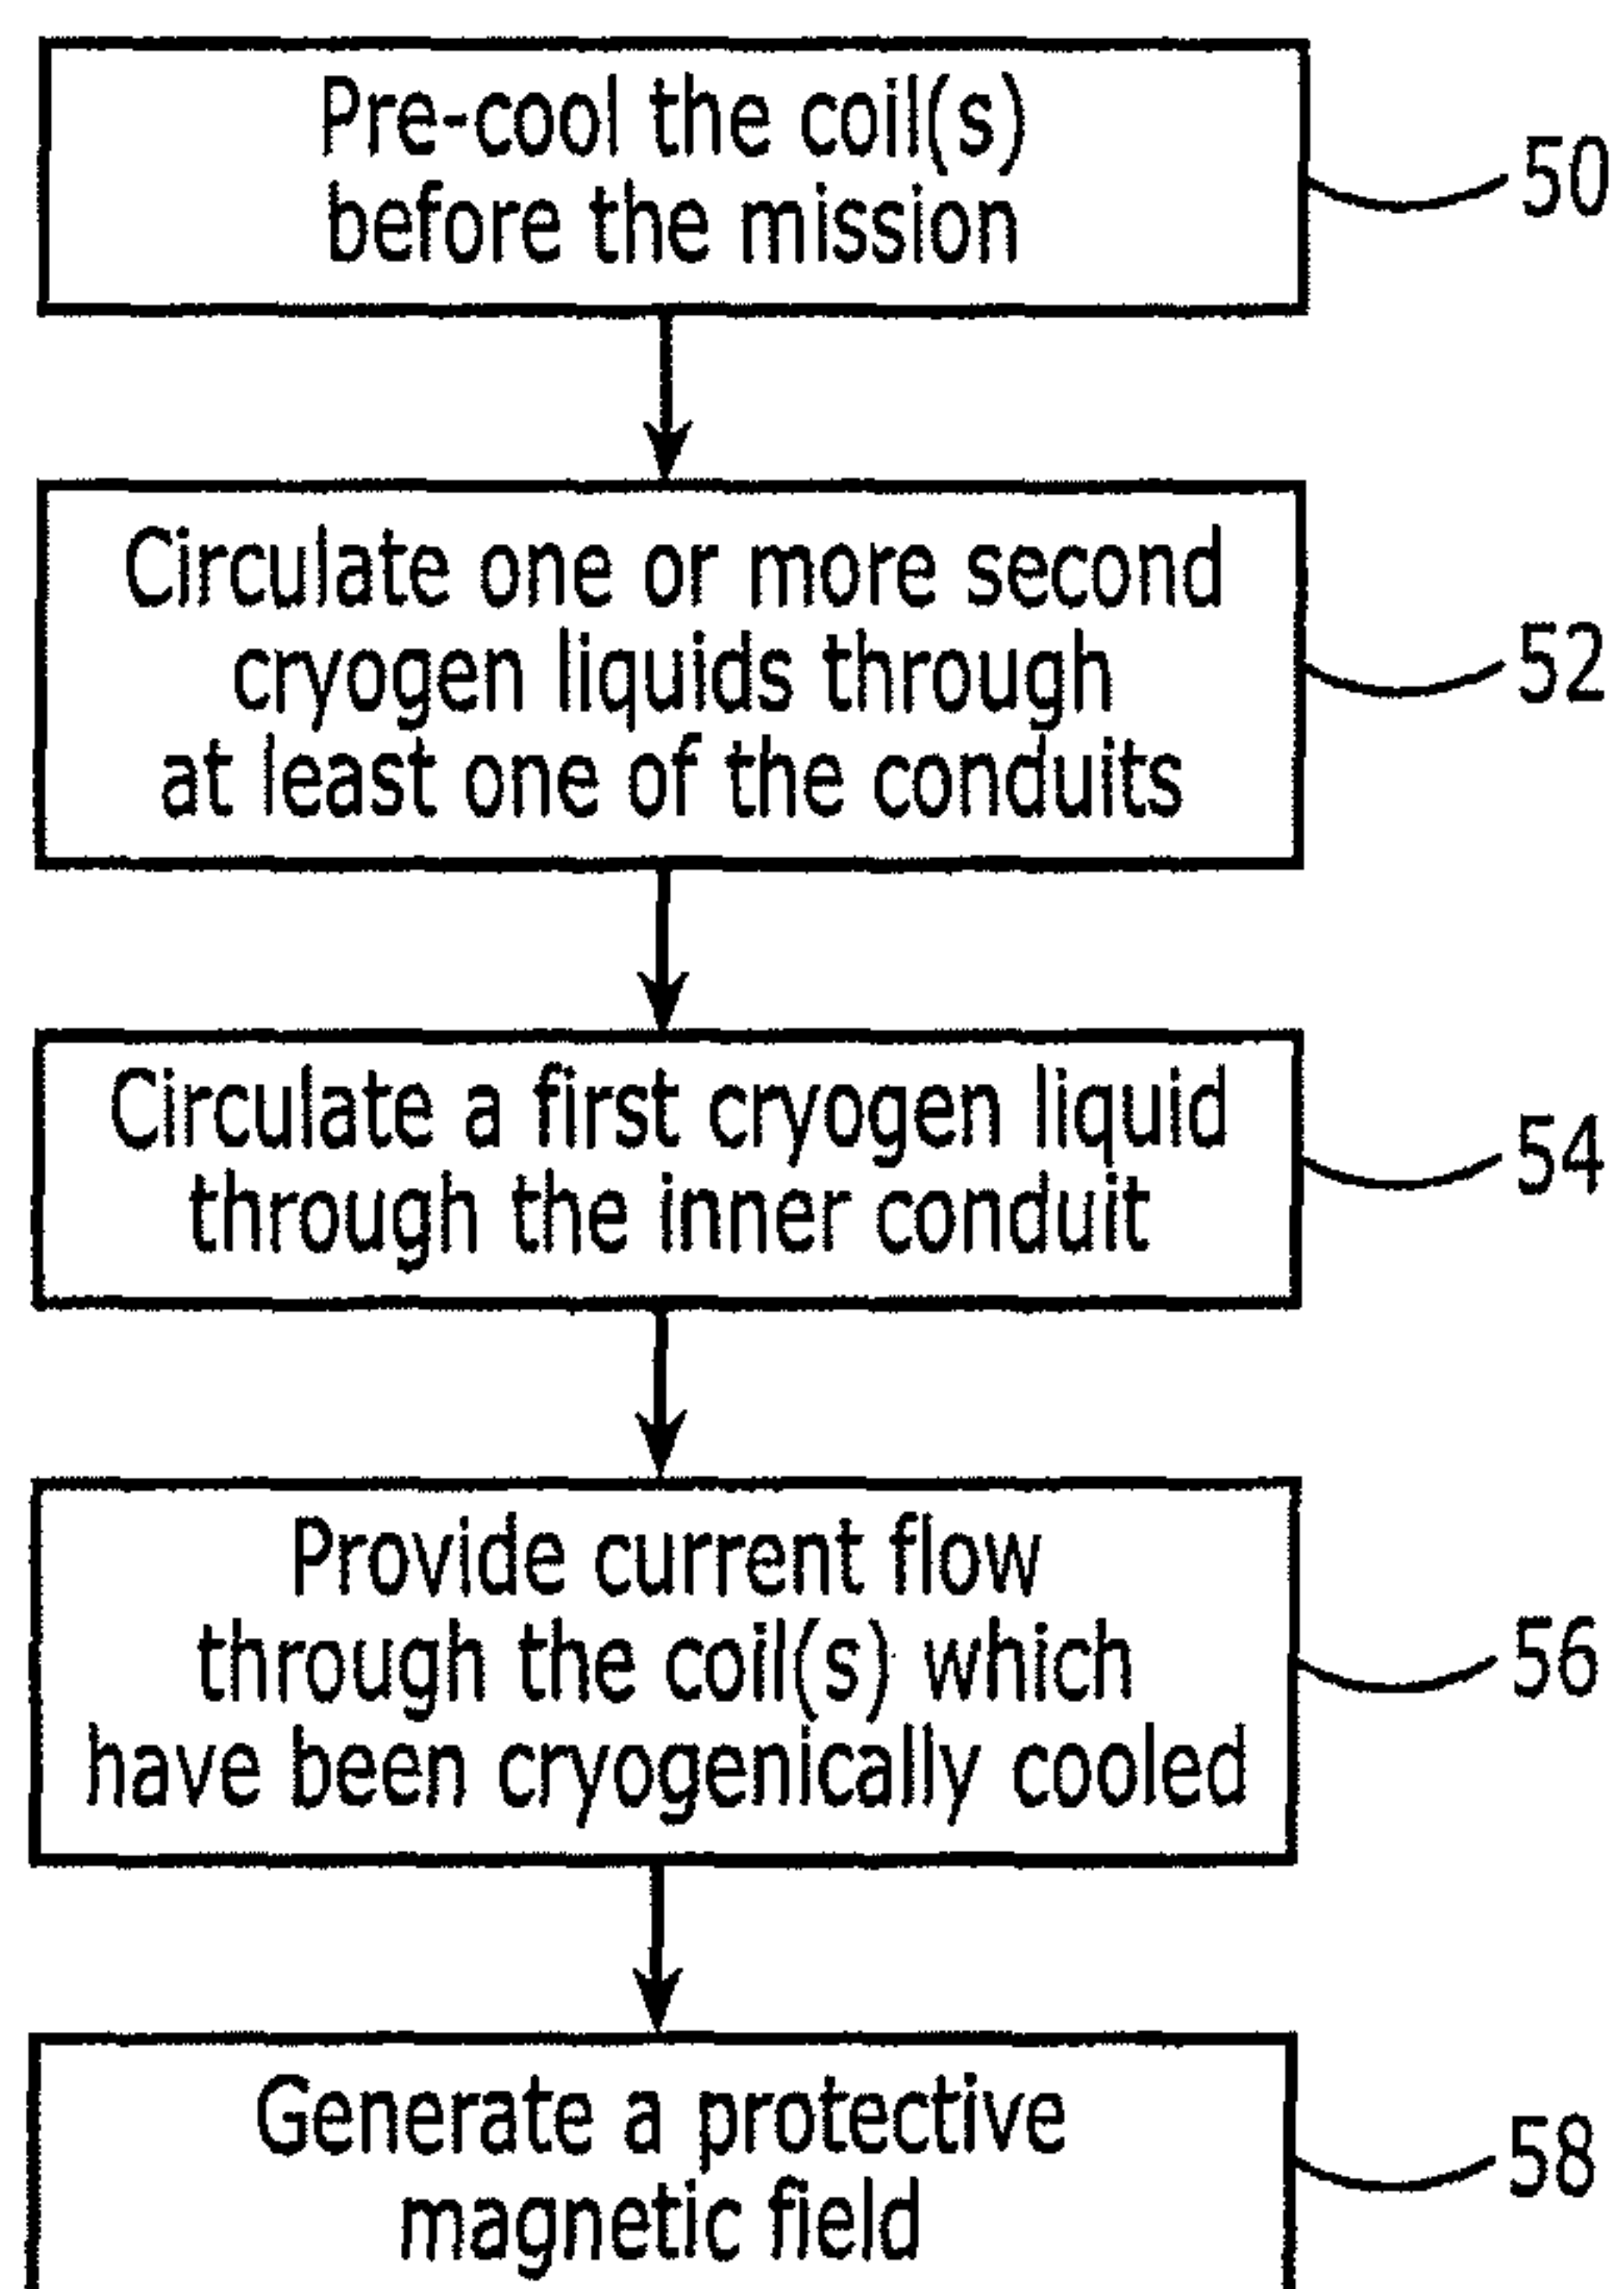 Pre-cool the coil(s)
before the mission
50
Circulate one or more second
cryogen liquids through
at least one of the conduits
52
Circulate a first cryogen liquid
through the inner conduit
54
Provide current flow
through the coil(s) which
have been cryogenically cooled
56
Generate a protective
magnetic field
58